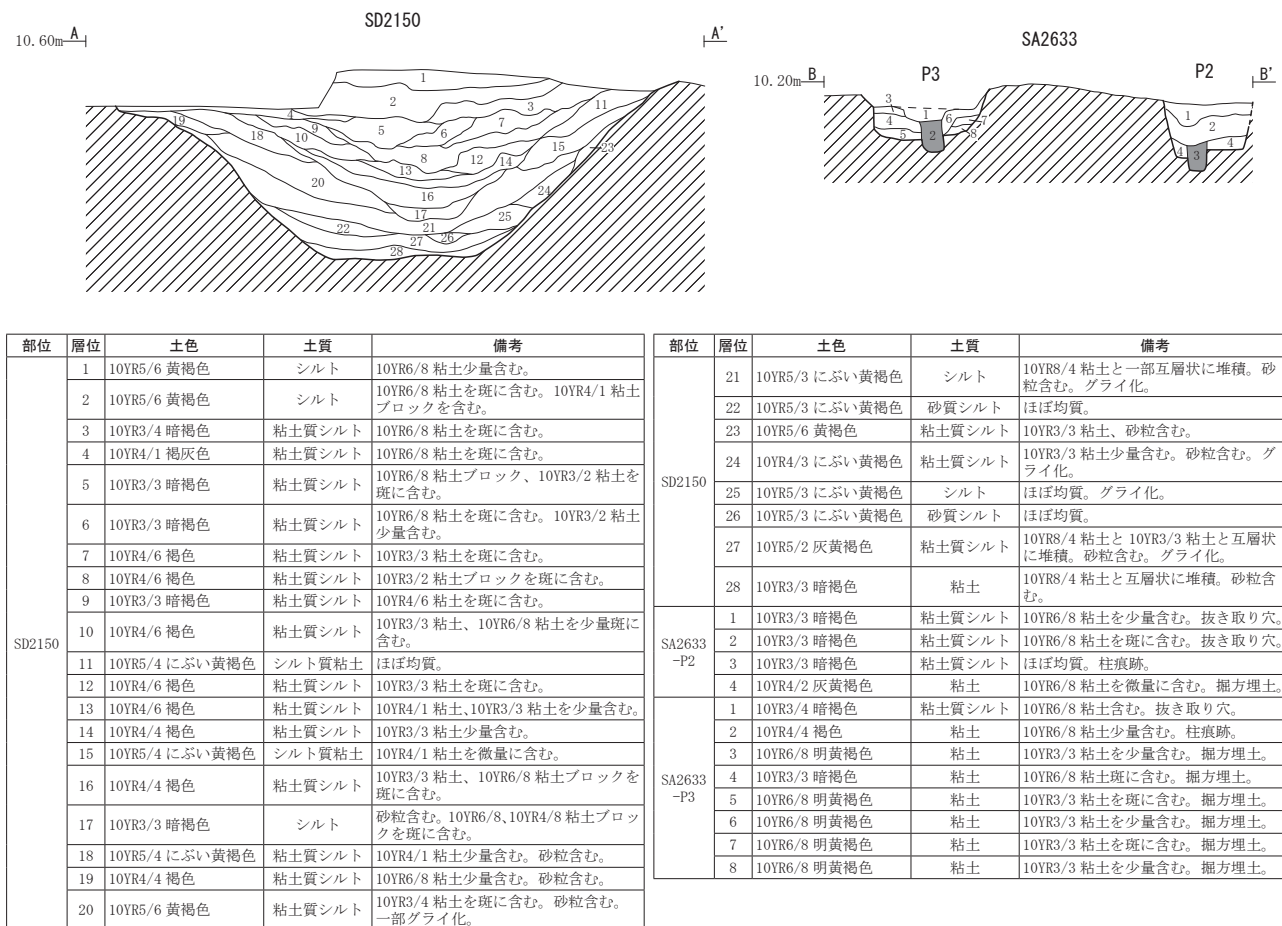 SD2150
10.60m A A'
1
2
3
4
5
6
7
8
9
10
11
12
13
14
15
16
17
18
19
20
21
22
23
24
25
26
27
28
SA2633
10.20m B B'
P3
P2
3
1
4
5
2
6
7
8
1
2
4
3
4
部位 層位 土色 土質 備考
SD2150
1 10YR5/6 黄褐色 シルト 10YR6/8 粘土少量含む。
2 10YR5/6 黄褐色 シルト 10YR6/8 粘土を斑に含む。10YR4/1 粘土
ブロックを含む。
3 10YR3/4 暗褐色 粘土質シルト 10YR6/8 粘土を斑に含む。
4 10YR4/1 褐灰色 粘土質シルト 10YR6/8 粘土を斑に含む。
5 10YR3/3 暗褐色 粘土質シルト 10YR6/8 粘土ブロック、10YR3/2 粘土を
斑に含む。
6 10YR3/3 暗褐色 粘土質シルト 10YR6/8 粘土を斑に含む。10YR3/2 粘土
少量含む。
7 10YR4/6 褐色 粘土質シルト 10YR3/3 粘土を斑に含む。
8 10YR4/6 褐色 粘土質シルト 10YR3/2 粘土ブロックを斑に含む。
9 10YR3/3 暗褐色 粘土質シルト 10YR4/6 粘土を斑に含む。
10 10YR4/6 褐色 粘土質シルト 10YR3/3 粘土、10YR6/8 粘土を少量斑に
含む。
11 10YR5/4 にぶい黄褐色 シルト質粘土 ほぼ均質。
12 10YR4/6 褐色 粘土質シルト 10YR3/3 粘土を斑に含む。
13 10YR4/6 褐色 粘土質シルト 10YR4/1 粘土、10YR3/3 粘土を少量含む。
14 10YR4/4 褐色 粘土質シルト 10YR3/3 粘土少量含む。
15 10YR5/4 にぶい黄褐色 シルト質粘土 10YR4/1 粘土を微量に含む。
16 10YR4/4 褐色 粘土質シルト 10YR3/3 粘土、10YR6/8 粘土ブロックを
斑に含む。
17 10YR3/3 暗褐色 シルト 砂粒含む。10YR6/8、10YR4/8 粘土ブロッ
クを斑に含む。
18 10YR5/4 にぶい黄褐色 粘土質シルト 10YR4/1 粘土少量含む。砂粒含む。
19 10YR4/4 褐色 粘土質シルト 10YR6/8 粘土少量含む。砂粒含む。
20 10YR5/6 黄褐色 粘土質シルト 10YR3/4 粘土を斑に含む。砂粒含む。
一部グライ化。
部位 層位 土色 土質 備考
SD2150
21 10YR5/3 にぶい黄褐色 シルト 10YR8/4 粘土と一部互層状に堆積。砂
粒含む。グライ化。
22 10YR5/3 にぶい黄褐色 砂質シルト ほぼ均質。
23 10YR5/6 黄褐色 粘土質シルト 10YR3/3 粘土、砂粒含む。
24 10YR4/3 にぶい黄褐色 粘土質シルト 10YR3/3 粘土少量含む。砂粒含む。グ
ライ化。
25 10YR5/3 にぶい黄褐色 シルト ほぼ均質。グライ化。
26 10YR5/3 にぶい黄褐色 砂質シルト ほぼ均質。
27 10YR5/2 灰黄褐色 粘土質シルト 10YR8/4 粘土と 10YR3/3 粘土と互層状
に堆積。砂粒含む。グライ化。
28 10YR3/3 暗褐色 粘土 10YR8/4 粘土と互層状に堆積。砂粒含
む。
SA2633
-P2
1 10YR3/3 暗褐色 粘土質シルト 10YR6/8 粘土を少量含む。抜き取り穴。
2 10YR3/3 暗褐色 粘土質シルト 10YR6/8 粘土を斑に含む。抜き取り穴。
3 10YR3/3 暗褐色 粘土質シルト ほぼ均質。柱痕跡。
4 10YR4/2 灰黄褐色 粘土 10YR6/8 粘土を微量に含む。掘方埋土。
SA2633
-P3
1 10YR3/4 暗褐色 粘土質シルト 10YR6/8 粘土含む。抜き取り穴。
2 10YR4/4 褐色 粘土 10YR6/8 粘土少量含む。柱痕跡。
3 10YR6/8 明黄褐色 粘土 10YR3/3 粘土を少量含む。掘方埋土。
4 10YR3/3 暗褐色 粘土 10YR6/8 粘土斑に含む。掘方埋土。
5 10YR6/8 明黄褐色 粘土 10YR3/3 粘土を斑に含む。掘方埋土。
6 10YR6/8 明黄褐色 粘土 10YR3/3 粘土を少量含む。掘方埋土。
7 10YR6/8 明黄褐色 粘土 10YR3/3 粘土を斑に含む。掘方埋土。
8 10YR6/8 明黄褐色 粘土 10YR3/3 粘土を少量含む。掘方埋土。